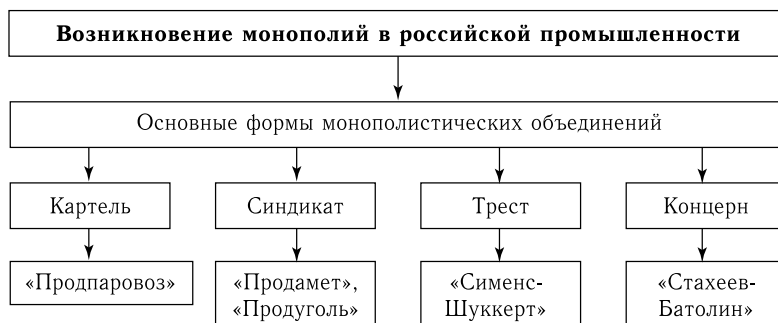 Возникновение монополий в российской промышленности
Основные формы монополистических объединений
Картель
Синдикат
Трест
Концерн
«Продпаровоз»
«Продамет»,
«Продуголь»
«Сименс-
Шуккерт»
«Стахеев-
Батолин»